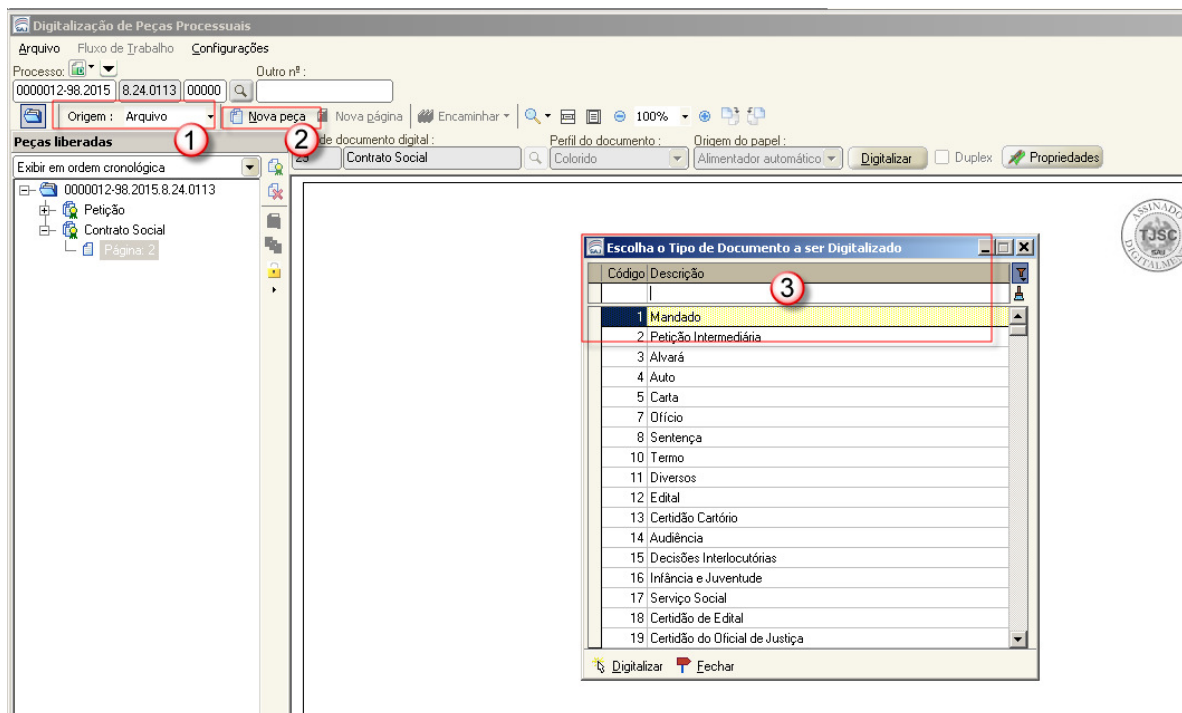 Digitalização de Peças Processuais
Arquivo Fluxo de Trabalho Configurações
Processo: Outro nº :
0000012-98.2015 8.24.0113 00000
Origem : Arquivo Nova peça Nova página Encaminhar 100%
1
2
Peças liberadas
de documento digital : Perfil do documento : Origem do papel :
Contrato Social Colorido Alimentador automático Digitalizar Duplex Propriedades
Exibir em ordem cronológica
0000012-98.2015.8.24.0113
Petição
Contrato Social
Página: 2
ASSINADO
TJSC
DIGITALMENTE
Escolha o Tipo de Documento a ser Digitalizado
Código Descrição
3
1 Mandado
2 Petição Intermediária
3 Alvará
4 Auto
5 Carta
7 Ofício
8 Sentença
10 Termo
11 Diversos
12 Edital
13 Certidão Cartório
14 Audiência
15 Decisões Interlocutórias
16 Infância e Juventude
17 Serviço Social
18 Certidão de Edital
19 Certidão do Oficial de Justiça
Digitalizar Fechar